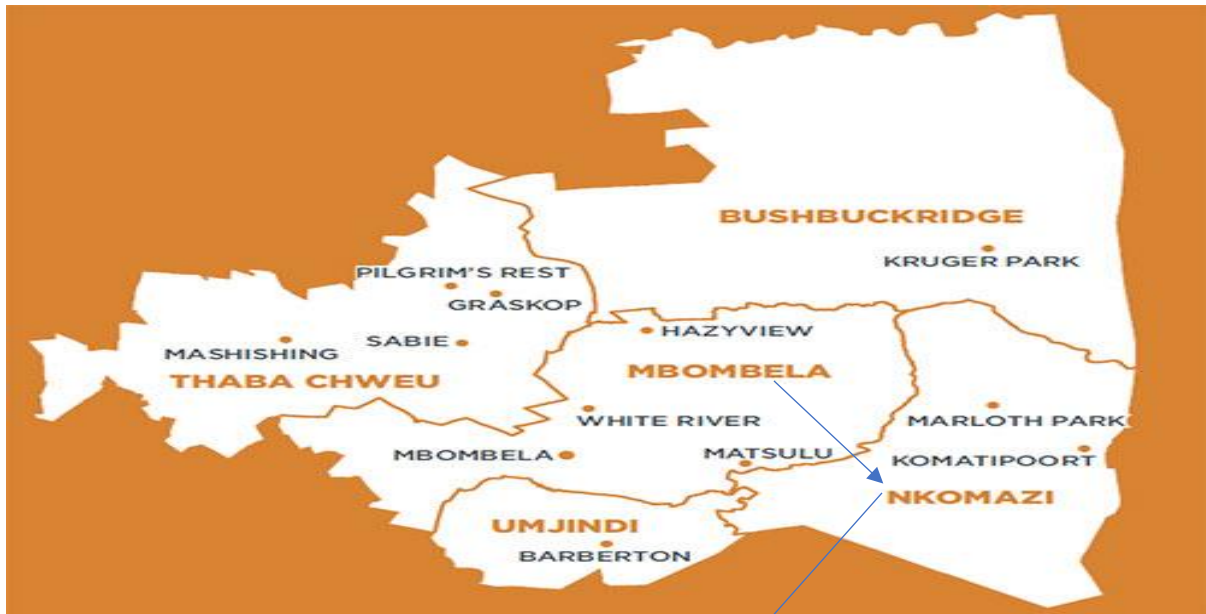 BUSHBUCKRIDGE
KRUGER PARK
PILGRIM'S REST
GRASKOP
SABIE
MASHISHING
THABA CHWEU
HAZYVIEW
MBOMBELA
WHITE RIVER
MBOMBELA
MATSULU
MARLOTH PARK
KOMATIPOORT
NKOMAZI
UMJINDI
BARBERTON